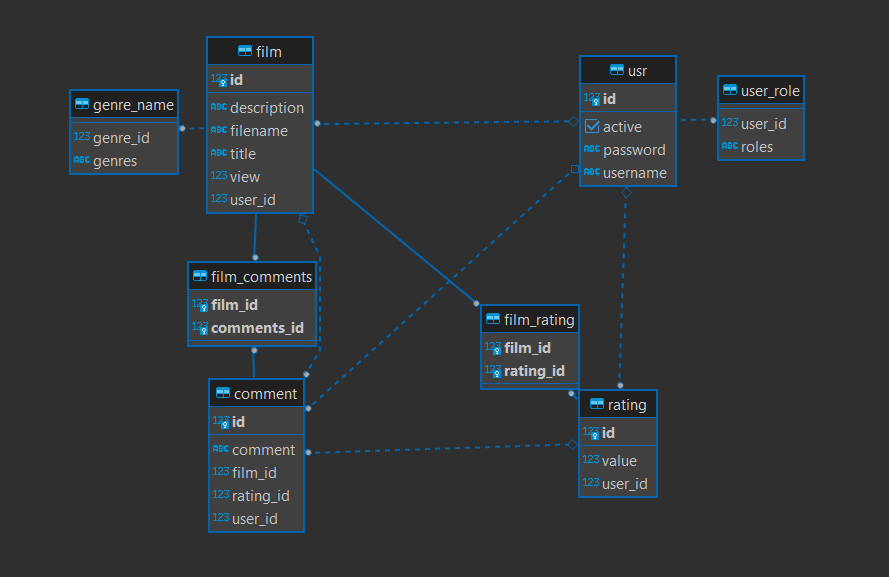 film
123 id
ABC description
ABC filename
ABC title
123 view
123 user_id
genre_name
123 genre_id
ABC genres
usr
123 id
active
ABC password
ABC username
user_role
123 user_id
ABC roles
film_comments
123 film_id
123 comments_id
film_rating
123 film_id
123 rating_id
comment
123 id
ABC comment
123 film_id
123 rating_id
123 user_id
rating
123 id
123 value
123 user_id